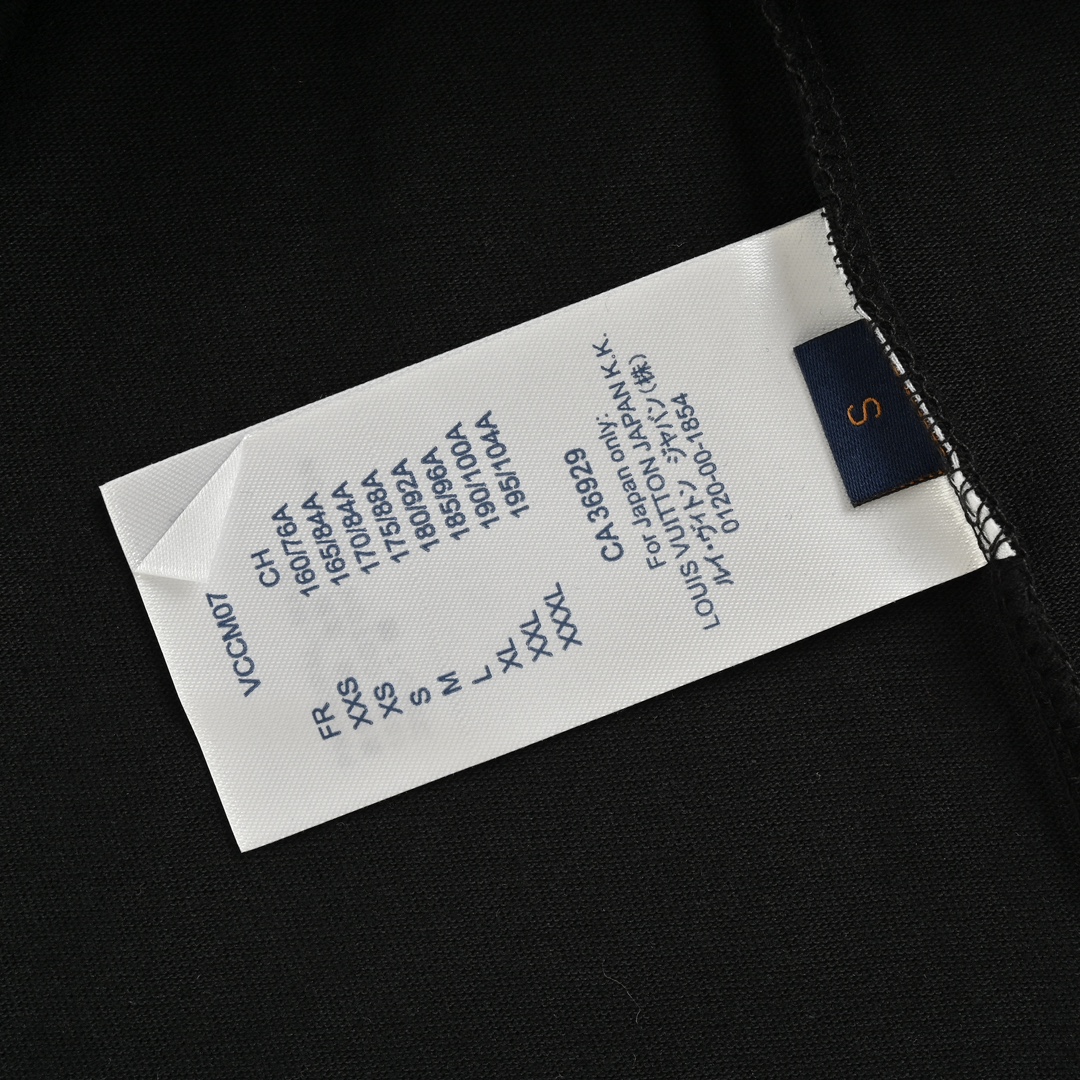 VCCM07
FR CH
XXS 160/76A
XS 165/84A
S 170/84A
M 175/88A
L 180/92A
XL 185/96A
XXL 190/100A
XXXL 195/104A
CA 36929
For Japan only:
LOUIS VUITTON JAPAN K.K.
ルイ・ヴィトン ジャパン(株)
0120-00-1854
S